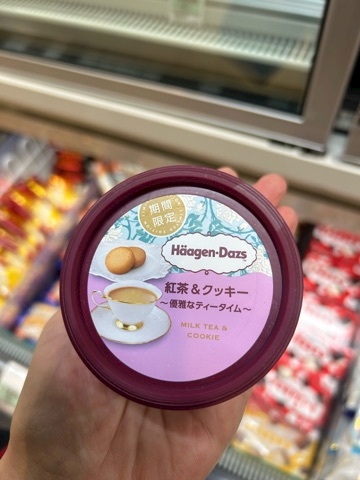 期間
限定
Häagen-Dazs
紅茶&クッキー
~優雅なティータイム~
MILK TEA &
COOKIE